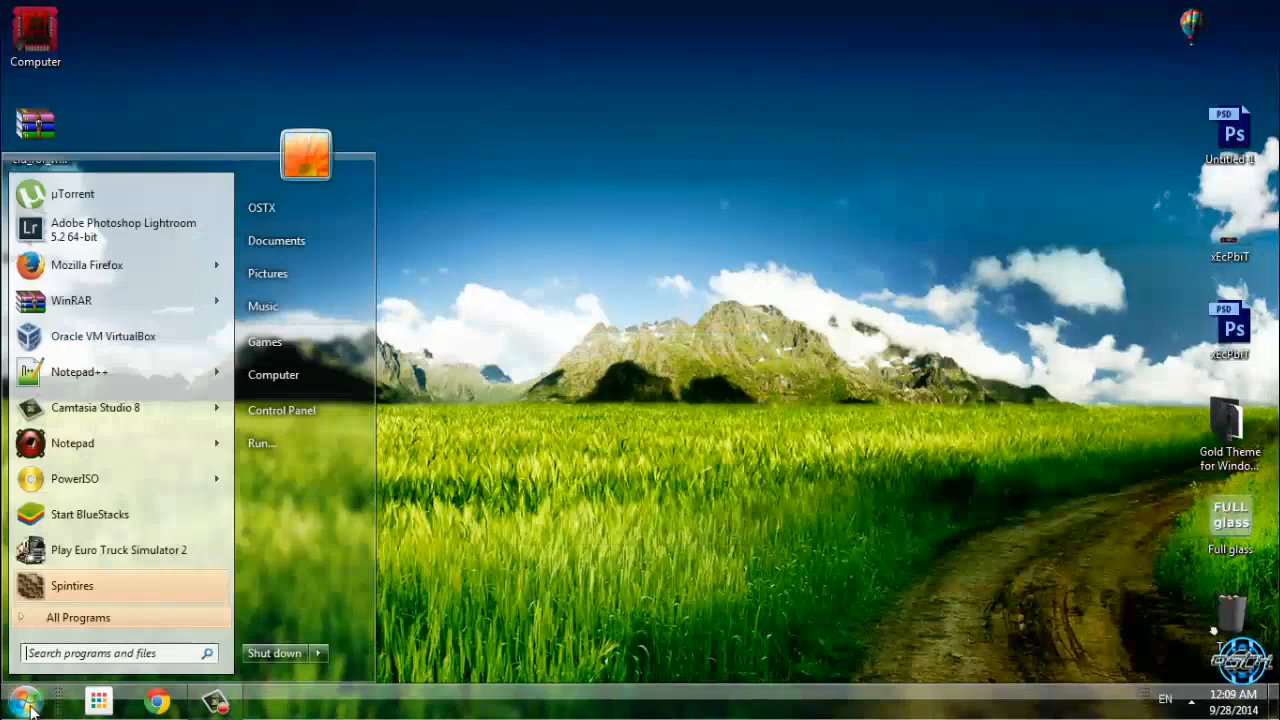 Computer
µTorrent
Adobe Photoshop Lightroom
5.2 64-bit
Mozilla Firefox
WinRAR
Oracle VM VirtualBox
Notepad++
Camtasia Studio 8
Notepad
PowerISO
Start BlueStacks
Play Euro Truck Simulator 2
Spintires
All Programs
Search programs and files
OSTX
Documents
Pictures
Music
Games
Computer
Control Panel
Run...
Shut down
PSD
Ps
Untitled-1
xEcPbiT
PSD
Ps
xEcPbiT
Gold Theme
for Windo...
FULL
glass
Full glass
EN
12:09 AM
9/28/2014